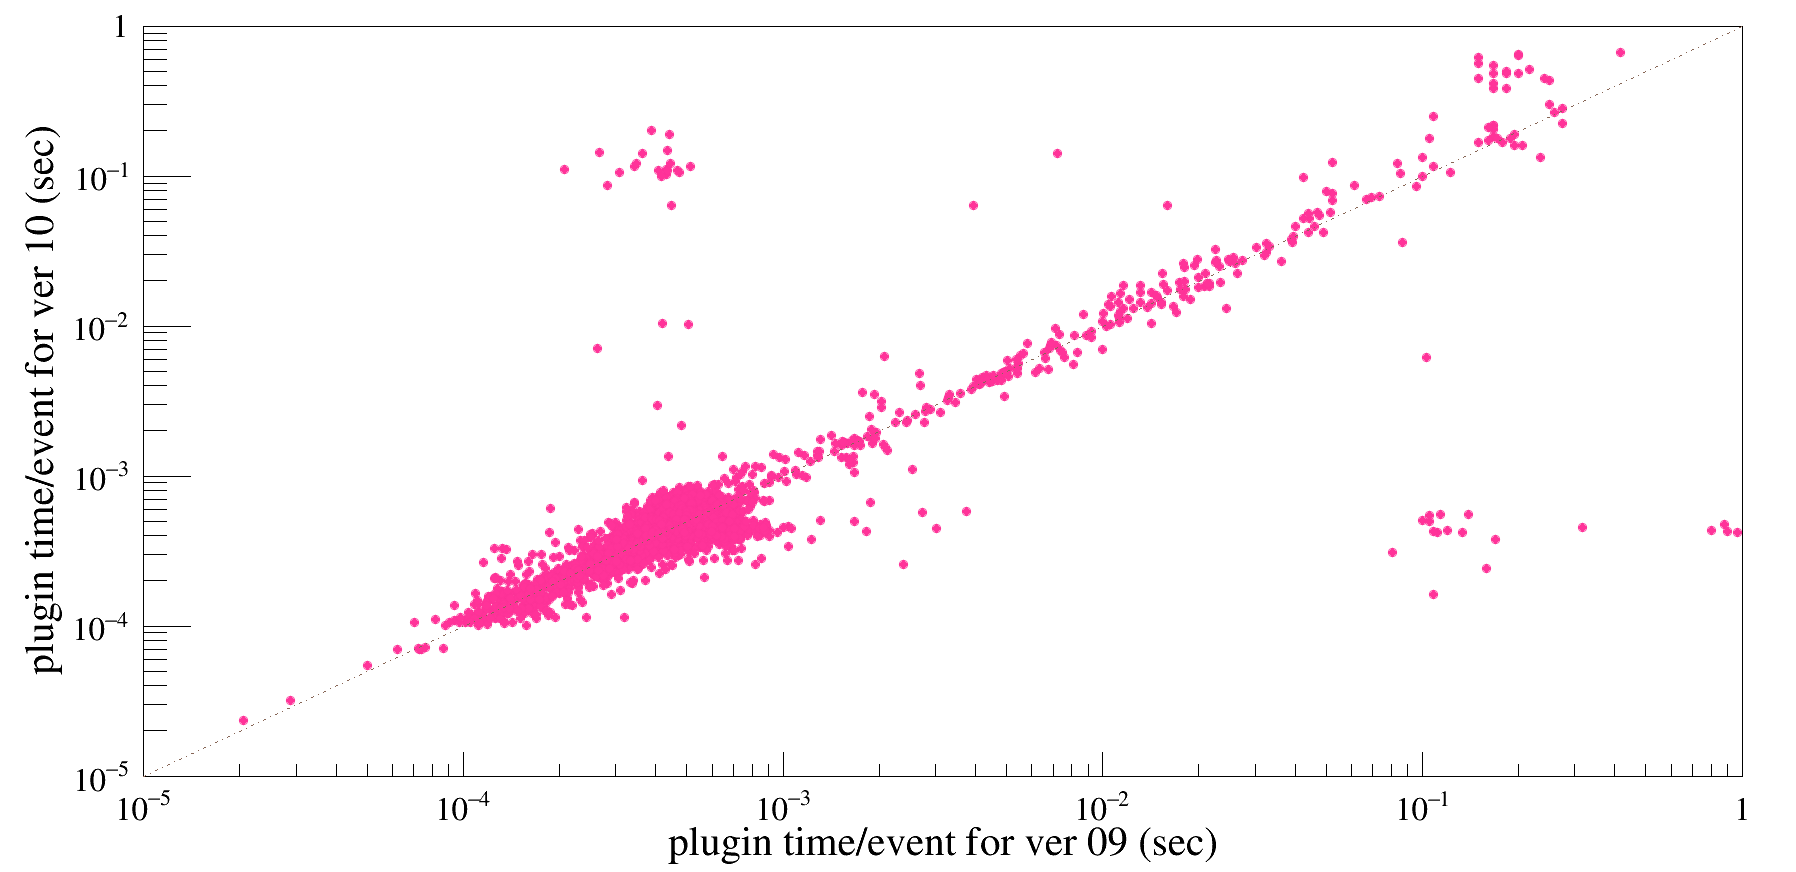 1
10⁻¹
10⁻²
10⁻³
10⁻⁴
10⁻⁵
plugin time/event for ver 10 (sec)
10⁻⁵ 10⁻⁴ 10⁻³ 10⁻² 10⁻¹ 1
plugin time/event for ver 09 (sec)